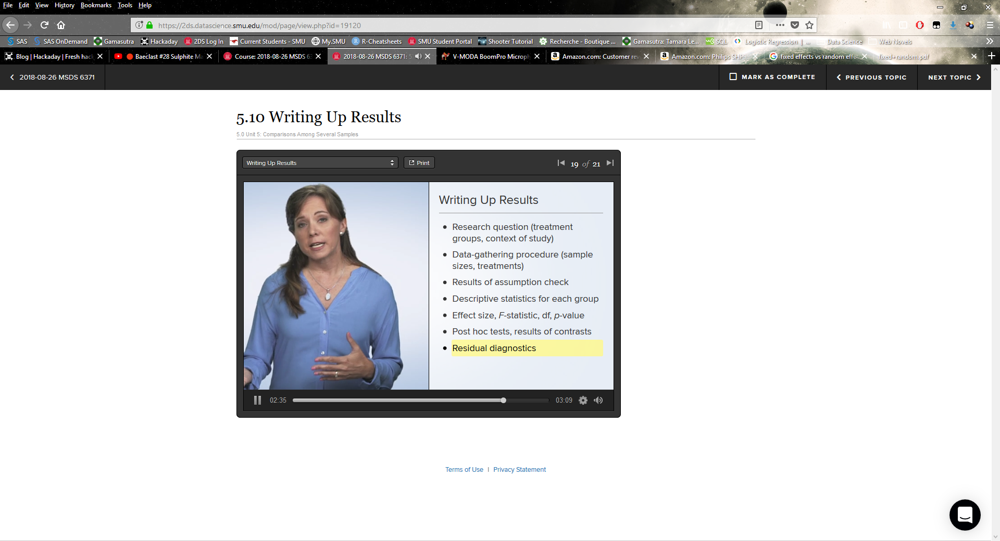 File Edit View History Bookmarks Tools Help
https://2ds.datascience.smu.edu/mod/page/view.php?id=19120
SAS SAS OnDemand Gamasutra Hackaday 2DS Log In Current Students - SMU My.SMU R-Cheatsheets SMU Student Portal Shooter Tutorial Recherche - Boutique ... Gamasutra: Tamara Le... SQL Logistic Regression | ... Data Science Web Novels
Blog | Hackaday | Fresh hac Baeclast #28 Sulphite Ma Course: 2018-08-26 MSDS 63 2018-08-26 MSDS 6371: 5 V-MODA BoomPro Microph Amazon.com: Customer rev Amazon.com: Philips SHP9 fixed effects vs random effe fixed+random.pdf
2018-08-26 MSDS 6371 MARK AS COMPLETE PREVIOUS TOPIC NEXT TOPIC
5.10 Writing Up Results
5.0 Unit 5: Comparisons Among Several Samples
Writing Up Results Print 19 of 21
Writing Up Results
• Research question (treatment
groups, context of study)
• Data-gathering procedure (sample
sizes, treatments)
• Results of assumption check
• Descriptive statistics for each group
• Effect size, F-statistic, df, p-value
• Post hoc tests, results of contrasts
• Residual diagnostics
02:35 03:09
Terms of Use | Privacy Statement